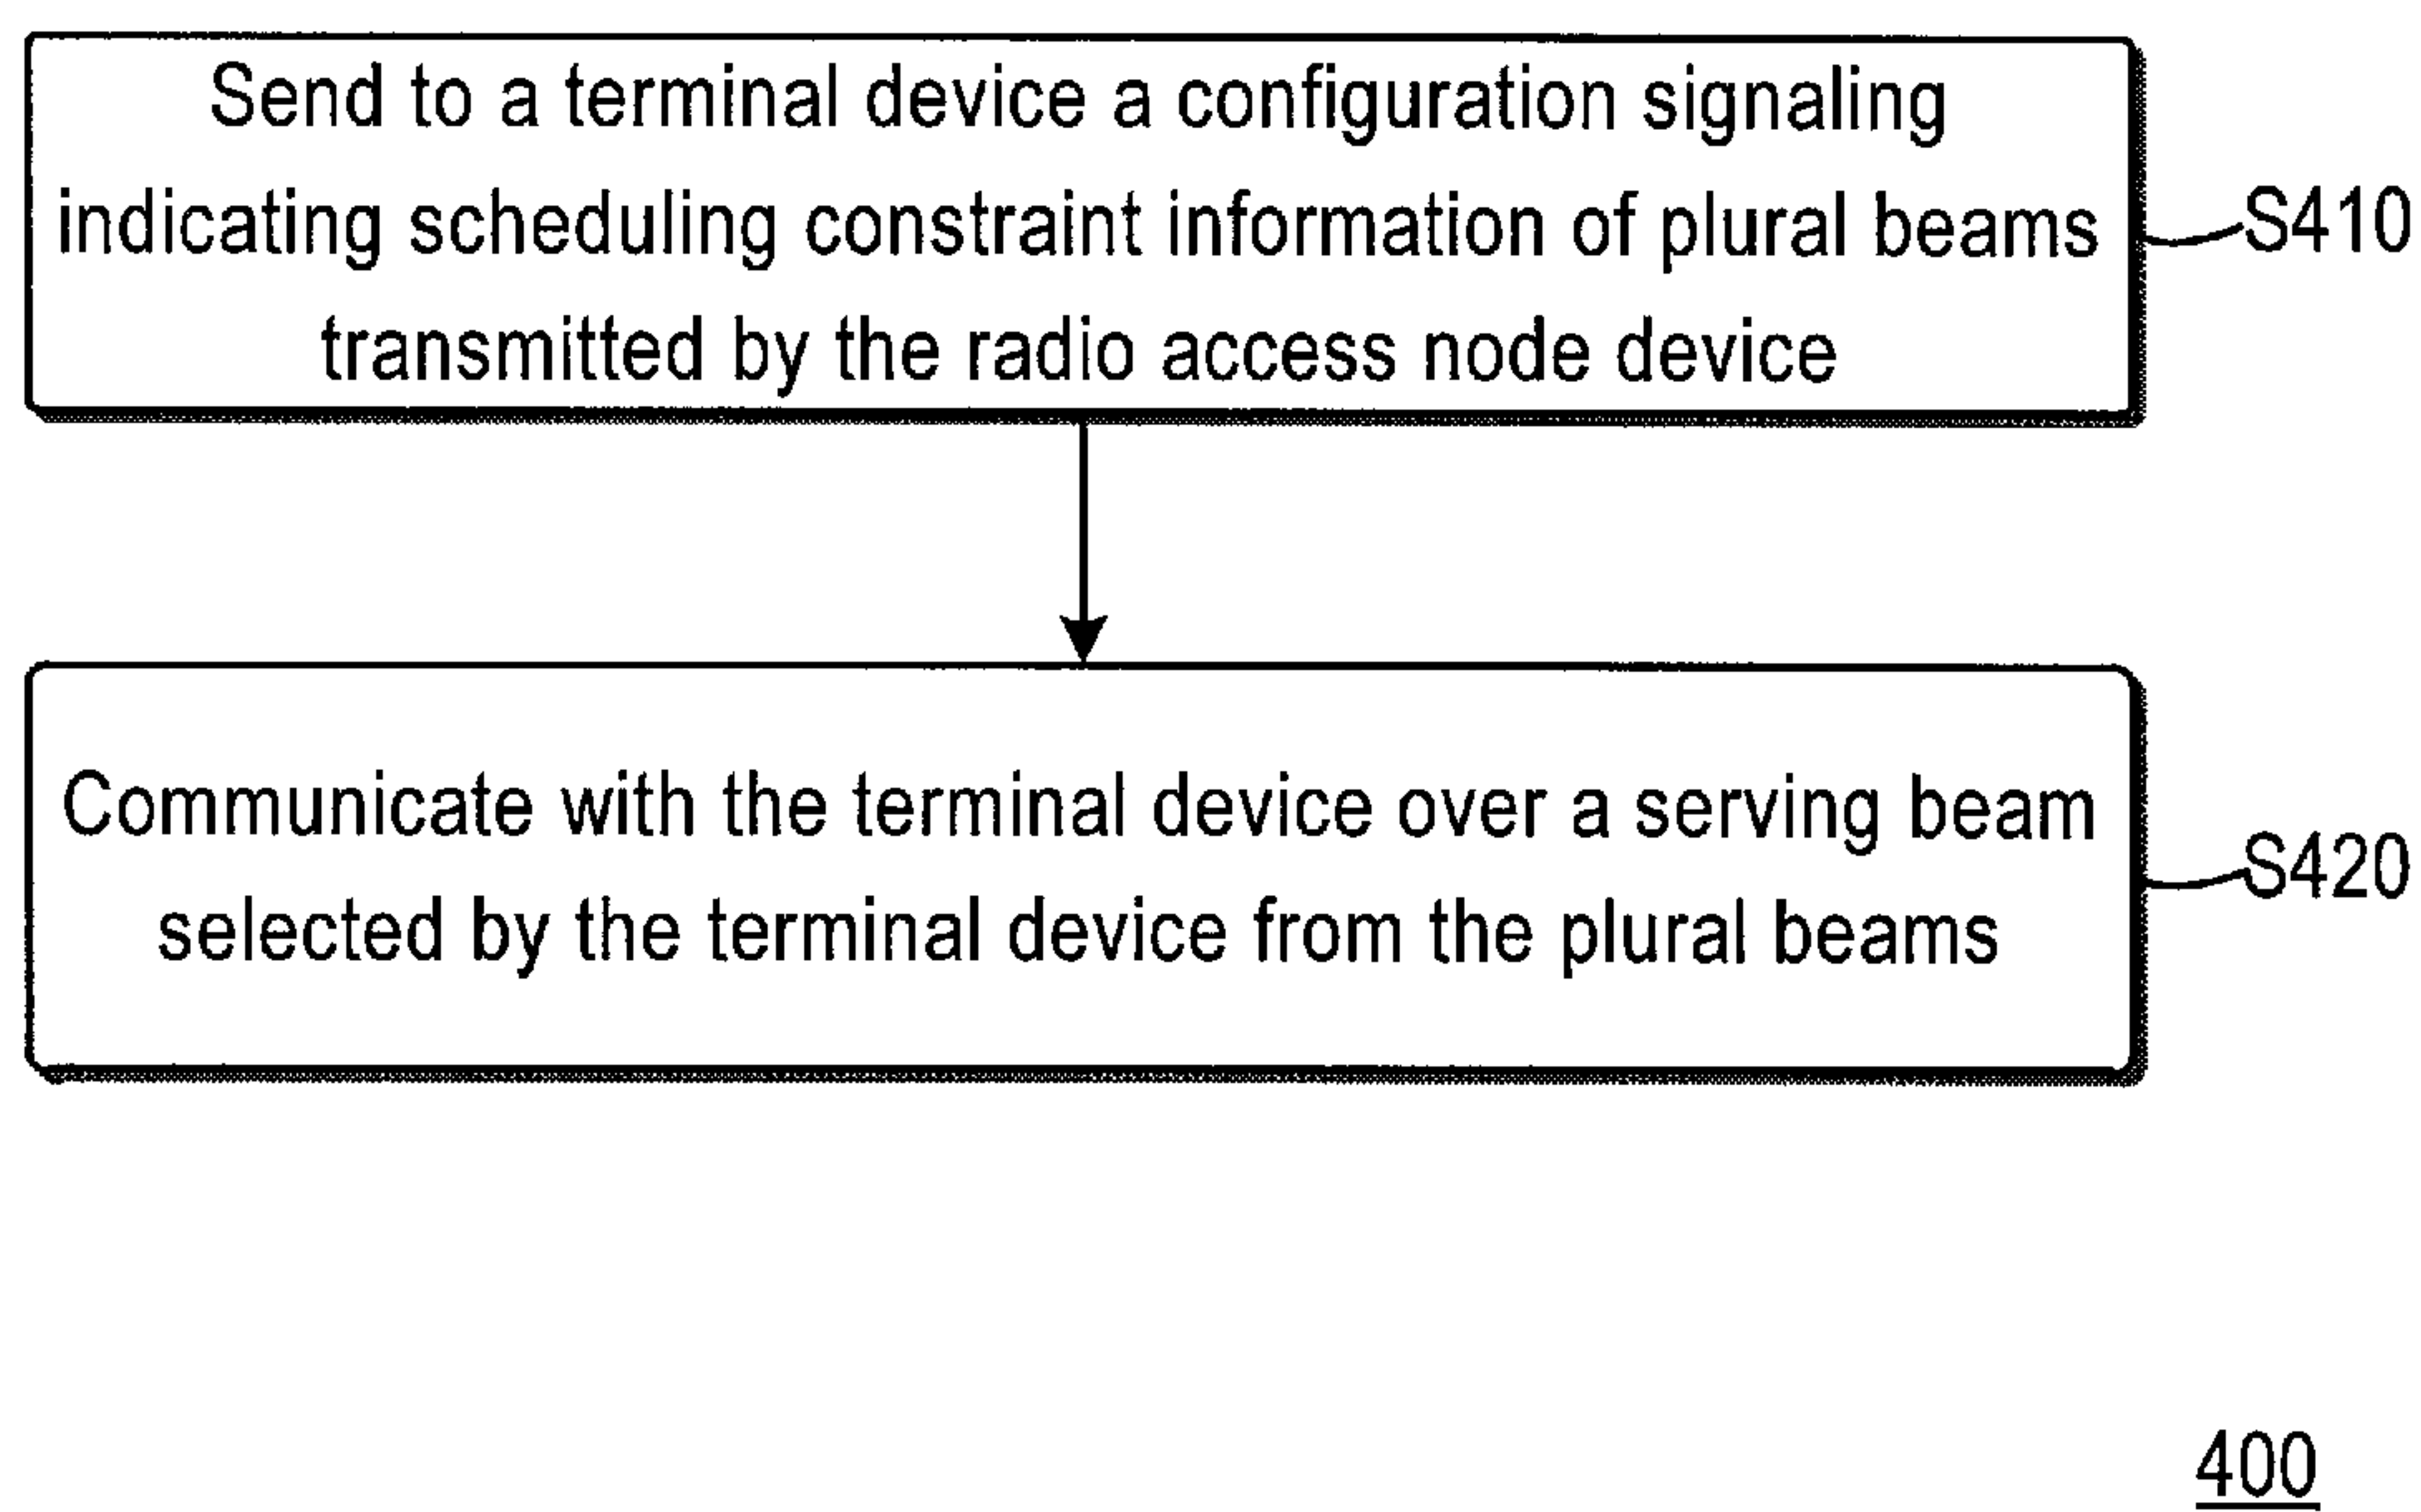 Send to a terminal device a configuration signaling
indicating scheduling constraint information of plural beams
transmitted by the radio access node device
S410
Communicate with the terminal device over a serving beam
selected by the terminal device from the plural beams
S420
400